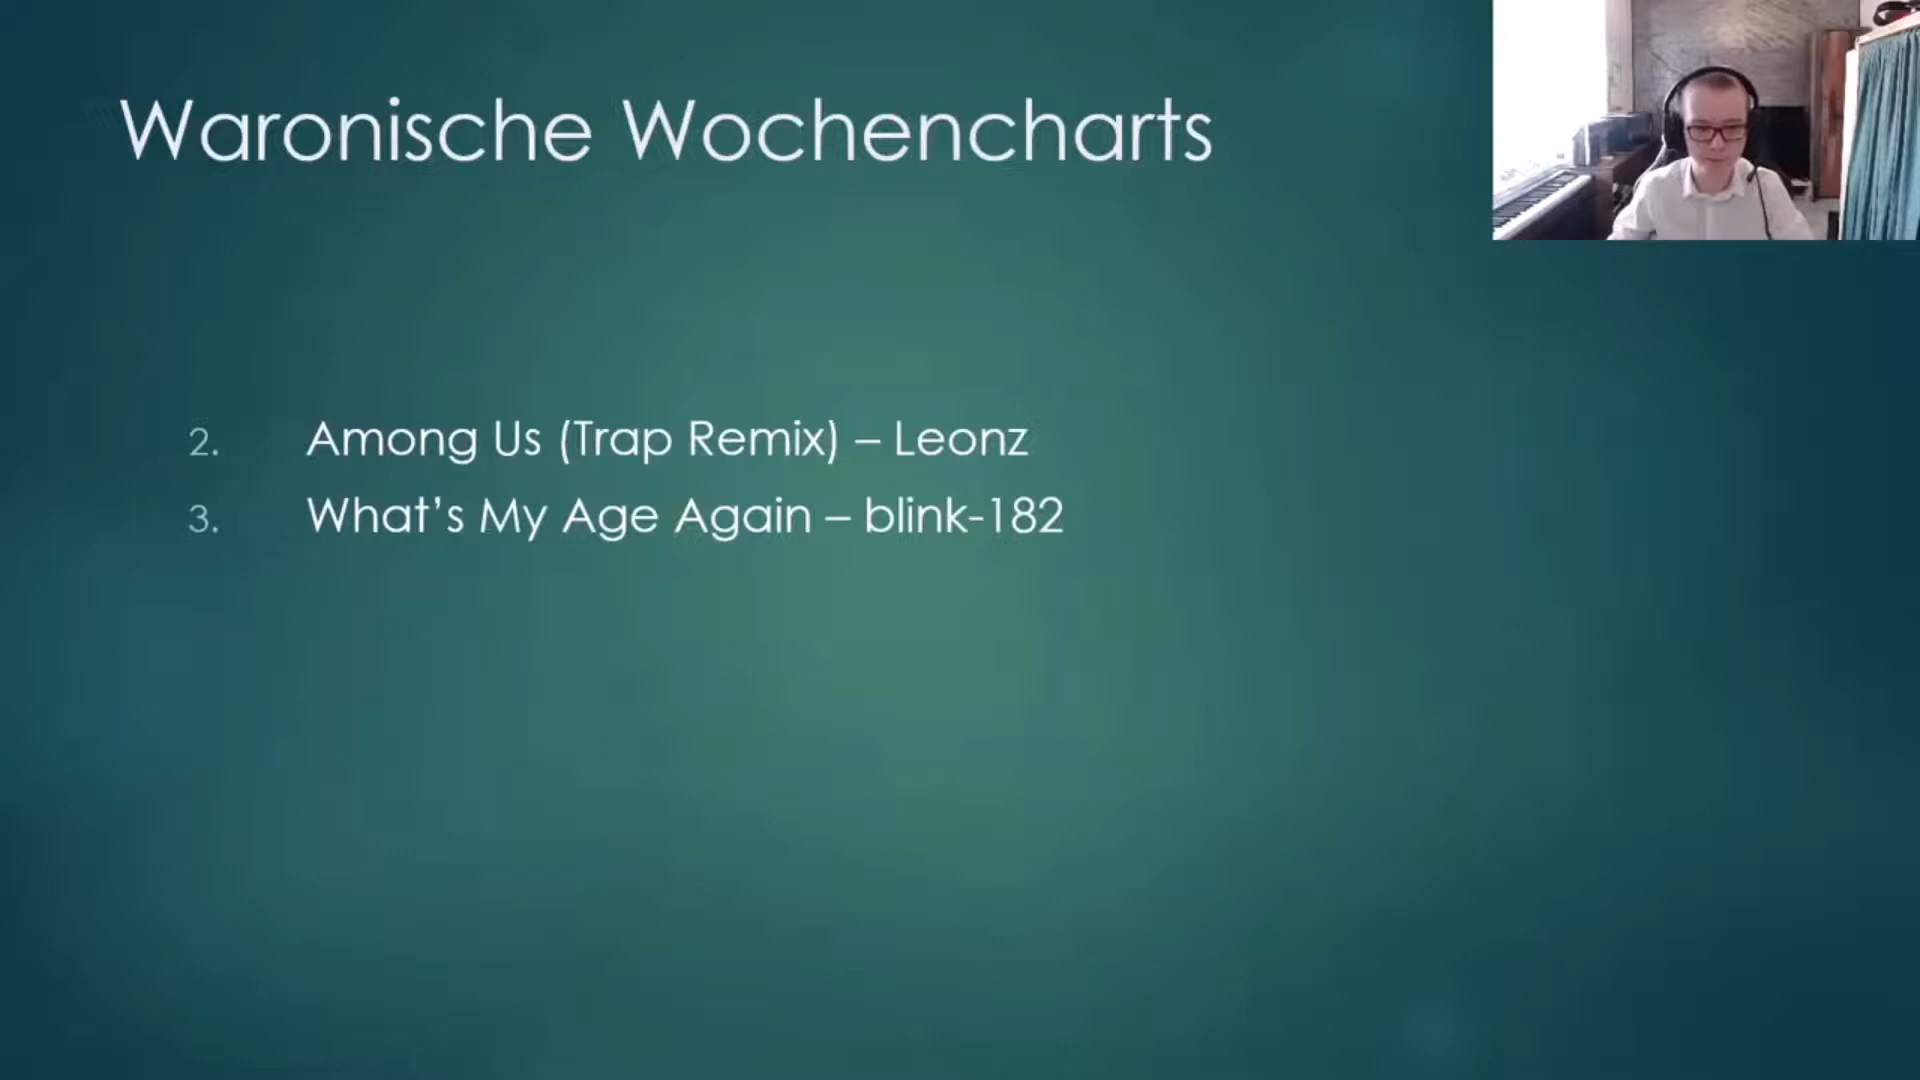 Waronische Wochencharts
2. Among Us (Trap Remix) – Leonz
3. What’s My Age Again – blink-182